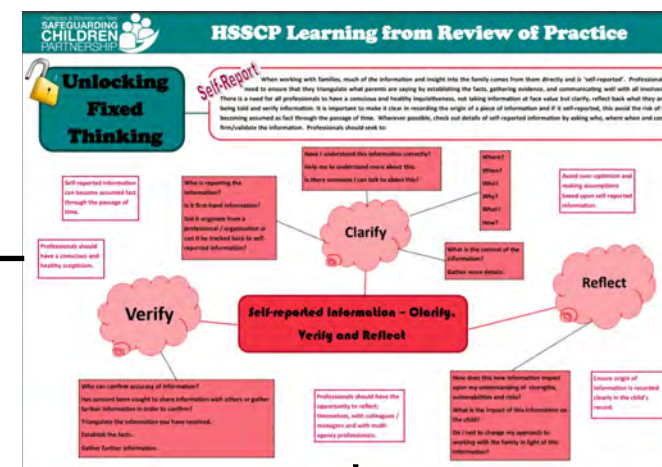 Hartlepool & Stockton-on-Tees
SAFEGUARDING
CHILDREN
PARTNERSHIP
HSSCP Learning from Review of Practice
Unlocking
Fixed
Thinking
Self-Report
When working with families, much of the information and insight into the family comes from them directly and is 'self-reported'. Professional
need to ensure that they triangulate what parents are saying by establishing the facts, gathering evidence, and communicating well with all involved
There is a need for all professionals to have a conscious and healthy inquisitiveness, not taking information at face value but clarify, reflect back what they are
being told and verify information. It is important to make it clear in recording the origin of a piece of information and if it self-reported, this avoid the risk of
becoming assumed as fact through the passage of time. Wherever possible, check out details of self-reported information by asking who, where when and con
firm/validate the information. Professionals should seek to:
Self-reported information
can become assumed fact
through the passage of
time.
Who is reporting the
information?
Is it first-hand information?
Did it originate from a
professional / organisation or
can it be tracked back to self-
reported information?
Have I understood this information correctly?
Help me to understand more about this.
Is there someone I can talk to about this?
Where?
When?
Who?
Why?
What?
How?
Avoid over-optimism and
making assumptions
based upon self-reported
information.
Professionals should
have a conscious and
healthy scepticism.
Clarify
What is the context of the
information?
Gather more details.
Reflect
Verify
Self-reported Information – Clarify,
Verify and Reflect
Who can confirm accuracy of information?
Has consent been sought to share information with others or gather
further information in order to confirm?
Triangulate the information you have received.
Establish the facts.
Gather further information.
Professionals should have the
opportunity to reflect;
themselves, with colleagues /
managers and with multi-
agency professionals.
How does this new information impact
upon my understanding of strengths,
vulnerabilities and risks?
What is the impact of this information on
the child?
Do I need to change my approach to
working with the family in light of this
information?
Ensure origin of
information is recorded
clearly in the child's
record.